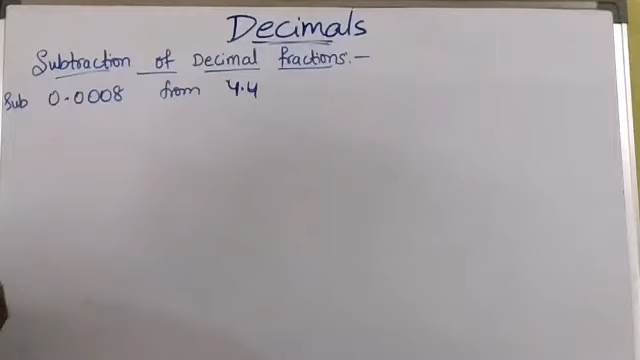 Decimals
Subtraction of Decimal fractions:-
Sub 0.0008 from 4.4